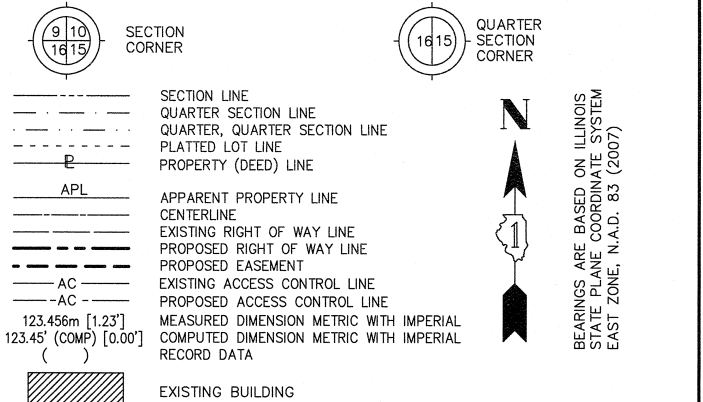 9 10
16 15
SECTION
CORNER
16 15
QUARTER
SECTION
CORNER
SECTION LINE
QUARTER SECTION LINE
QUARTER, QUARTER SECTION LINE
PLATTED LOT LINE
PL PROPERTY (DEED) LINE
APL APPARENT PROPERTY LINE
CENTERLINE
EXISTING RIGHT OF WAY LINE
PROPOSED RIGHT OF WAY LINE
PROPOSED EASEMENT
AC EXISTING ACCESS CONTROL LINE
AC PROPOSED ACCESS CONTROL LINE
123.456m [1.23'] MEASURED DIMENSION METRIC WITH IMPERIAL
123.45' (COMP) [0.00'] COMPUTED DIMENSION METRIC WITH IMPERIAL
( ) RECORD DATA
EXISTING BUILDING
N
1
BEARINGS ARE BASED ON ILLINOIS
STATE PLANE COORDINATE SYSTEM
EAST ZONE, N.A.D. 83 (2007)